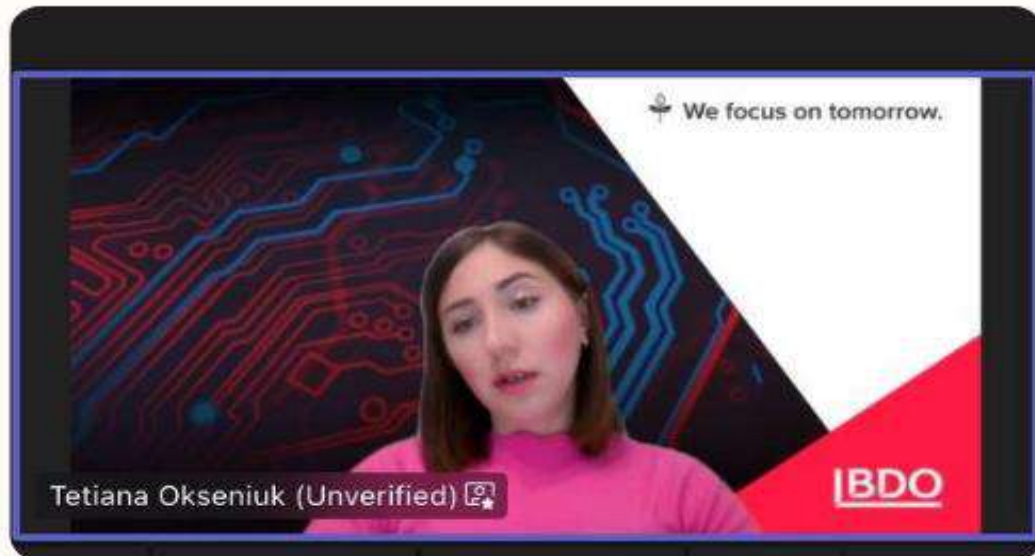 We focus on tomorrow.
BDO
Tetiana Okseniuk (Unverified)